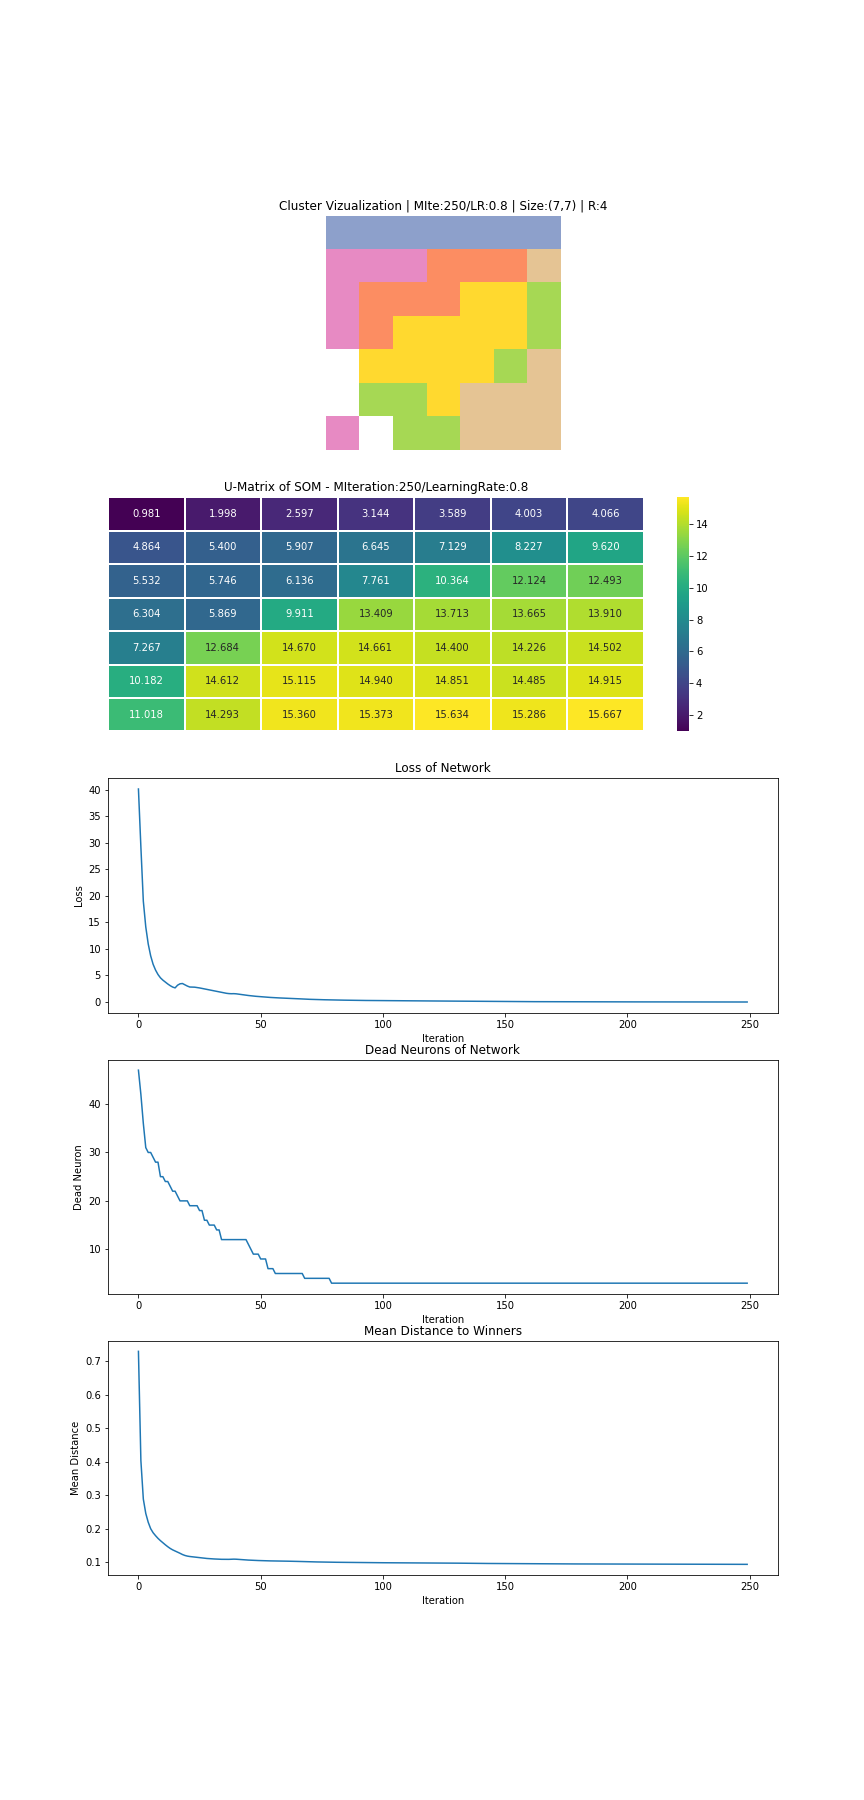 Cluster Vizualization | MIte:250/LR:0.8 | Size:(7,7) | R:4
U-Matrix of SOM - MIteration:250/LearningRate:0.8
0.981 1.998 2.597 3.144 3.589 4.003 4.066
4.864 5.400 5.907 6.645 7.129 8.227 9.620
5.532 5.746 6.136 7.761 10.364 12.124 12.493
6.304 5.869 9.911 13.409 13.713 13.665 13.910
7.267 12.684 14.670 14.661 14.400 14.226 14.502
10.182 14.612 15.115 14.940 14.851 14.485 14.915
11.018 14.293 15.360 15.373 15.634 15.286 15.667
14
12
10
8
6
4
2
Loss of Network
40
35
30
25
20
15
10
5
0
Loss
0 50 100 150 200 250
Iteration
Dead Neurons of Network
40
30
20
10
Dead Neuron
0 50 100 150 200 250
Iteration
Mean Distance to Winners
0.7
0.6
0.5
0.4
0.3
0.2
0.1
Mean Distance
0 50 100 150 200 250
Iteration